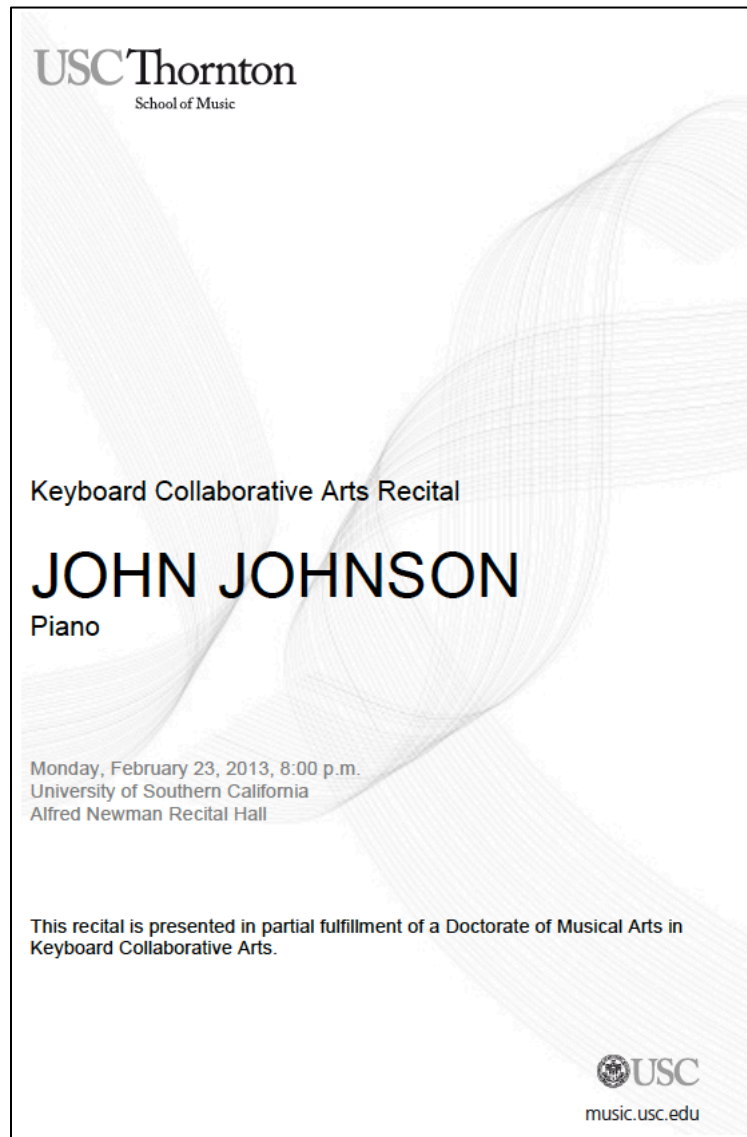 USC Thornton
School of Music
Keyboard Collaborative Arts Recital
JOHN JOHNSON
Piano
Monday, February 23, 2013, 8:00 p.m.
University of Southern California
Alfred Newman Recital Hall
This recital is presented in partial fulfillment of a Doctorate of Musical Arts in
Keyboard Collaborative Arts.
USC
music.usc.edu